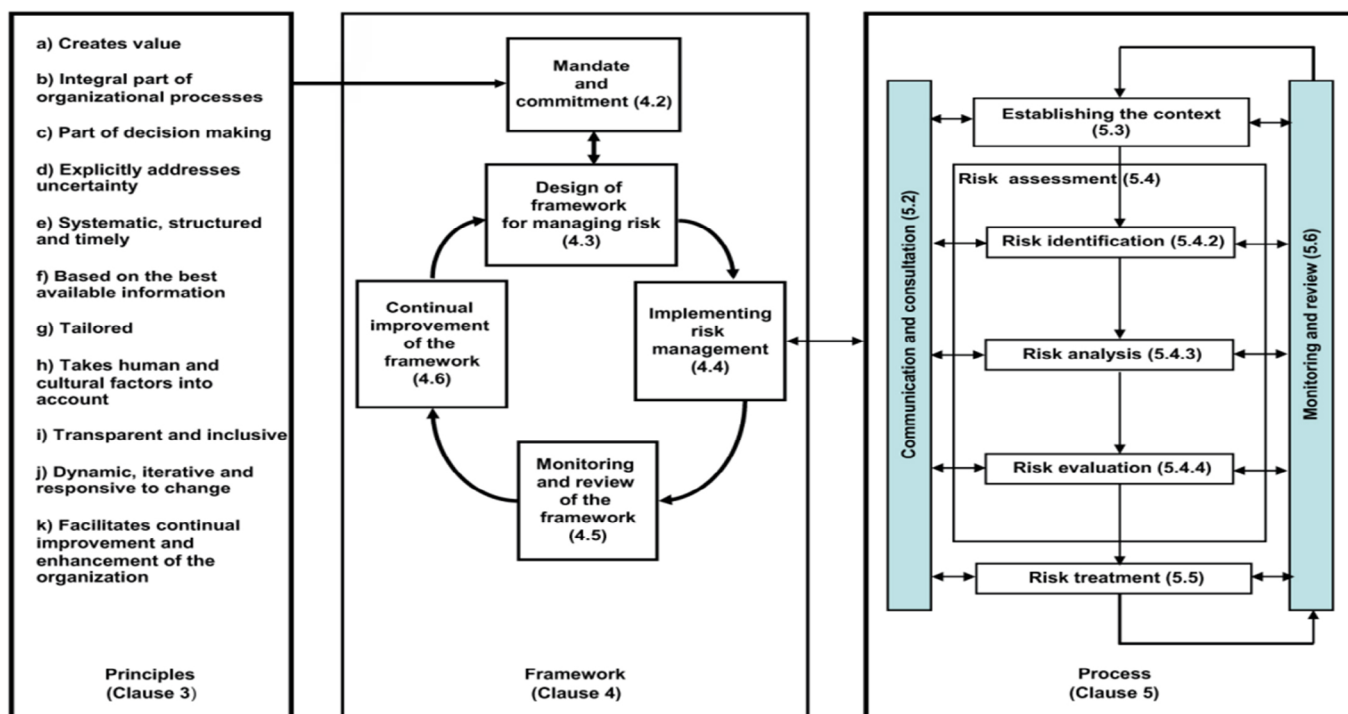 a) Creates value
b) Integral part of
organizational processes
c) Part of decision making
d) Explicitly addresses
uncertainty
e) Systematic, structured
and timely
f) Based on the best
available information
g) Tailored
h) Takes human and
cultural factors into
account
i) Transparent and inclusive
j) Dynamic, iterative and
responsive to change
k) Facilitates continual
improvement and
enhancement of the
organization
Principles
(Clause 3)
Mandate
and
commitment (4.2)
Design of
framework
for managing risk
(4.3)
Implementing
risk
management
(4.4)
Monitoring
and review
of the
framework
(4.5)
Continual
improvement
of the
framework
(4.6)
Framework
(Clause 4)
Communication and consultation (5.2)
Establishing the context
(5.3)
Risk assessment (5.4)
Risk identification (5.4.2)
Risk analysis (5.4.3)
Risk evaluation (5.4.4)
Risk treatment (5.5)
Monitoring and review (5.6)
Process
(Clause 5)